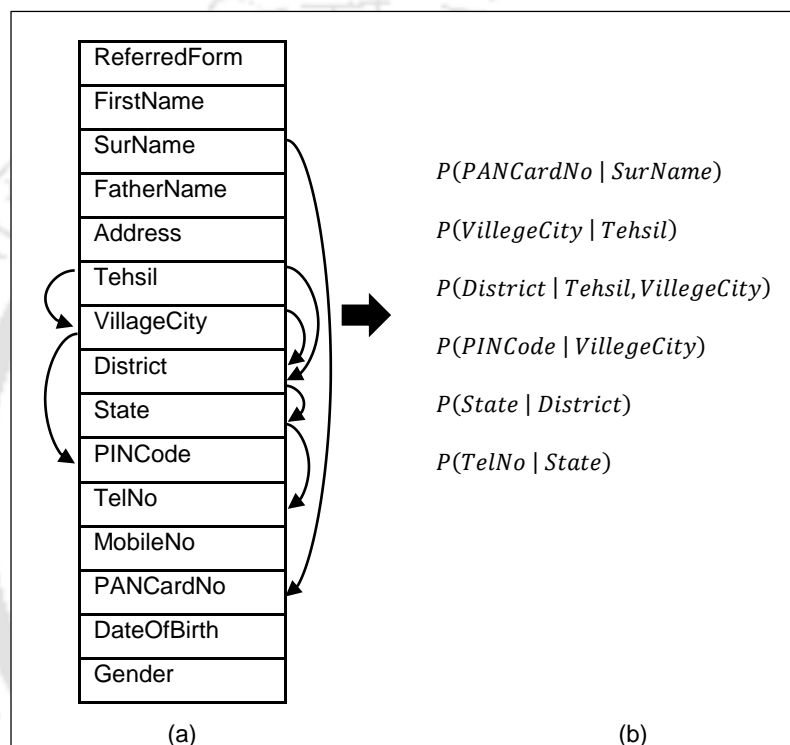 ReferredForm
FirstName
SurName
FatherName
Address
Tehsil
VillageCity
District
State
PINCode
TelNo
MobileNo
PANCardNo
DateOfBirth
Gender
(a)
P(PANCardNo | SurName)
P(VillegeCity | Tehsil)
P(District | Tehsil, VillegeCity)
P(PINCode | VillegeCity)
P(State | District)
P(TelNo | State)
(b)